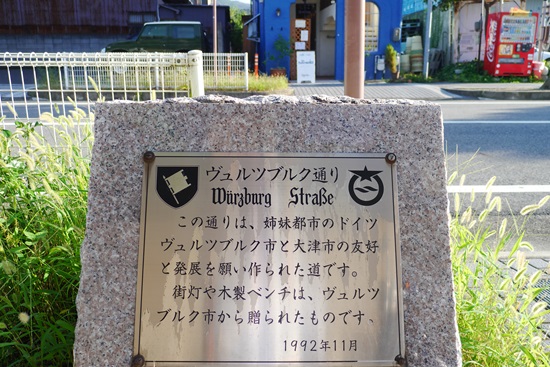 ヴュルツブルク通り
Würzburg Straße
この通りは、姉妹都市のドイツ
ヴュルツブルク市と大津市の友好
と発展を願い作られた道です。
街灯や木製ベンチは、ヴュルツ
ブルク市から贈られたものです。
1992年11月